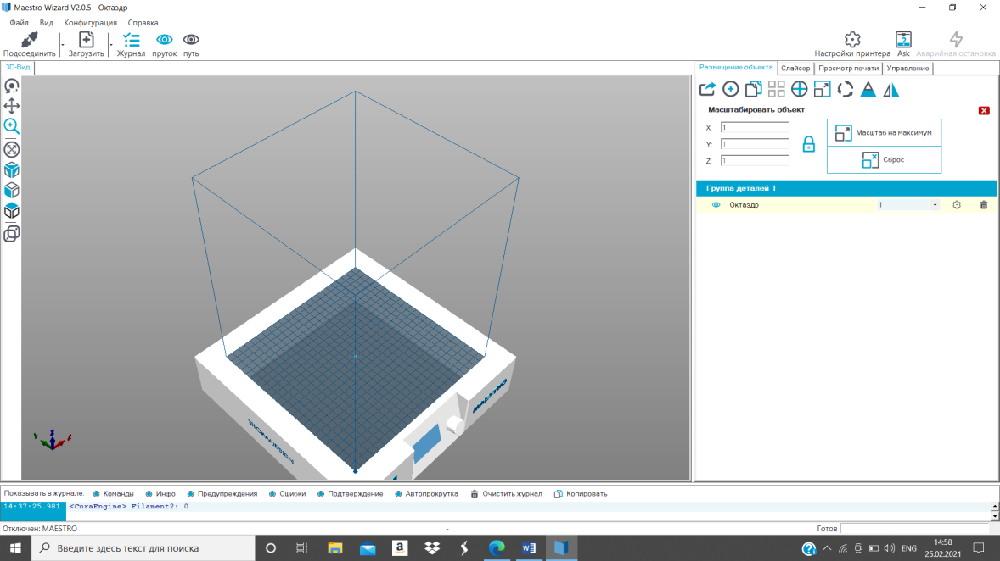 Maestro Wizard V2.0.5 - Октаэдр
Файл Вид Конфигурация Справка
Подсоединить Загрузить Журнал пруток путь Настройки принтера Ask Аварийная остановка
3D-Вид
Размещение объекта Слайсер Просмотр печати Управление
Масштабировать объект
X: 1
Y: 1
Z: 1
Масштаб на максимум
Сброс
Группа деталей 1
Октаэдр 1
MAESTRO
Показывать в журнале: Команды Инфо Предупреждения Ошибки Подтверждение Автопрокрутка Очистить журнал Копировать
14:37:25.981 <CuraEngine> Filament2: 0
Отключен: MAESTRO - Готов
Введите здесь текст для поиска
ENG
14:58
25.02.2021